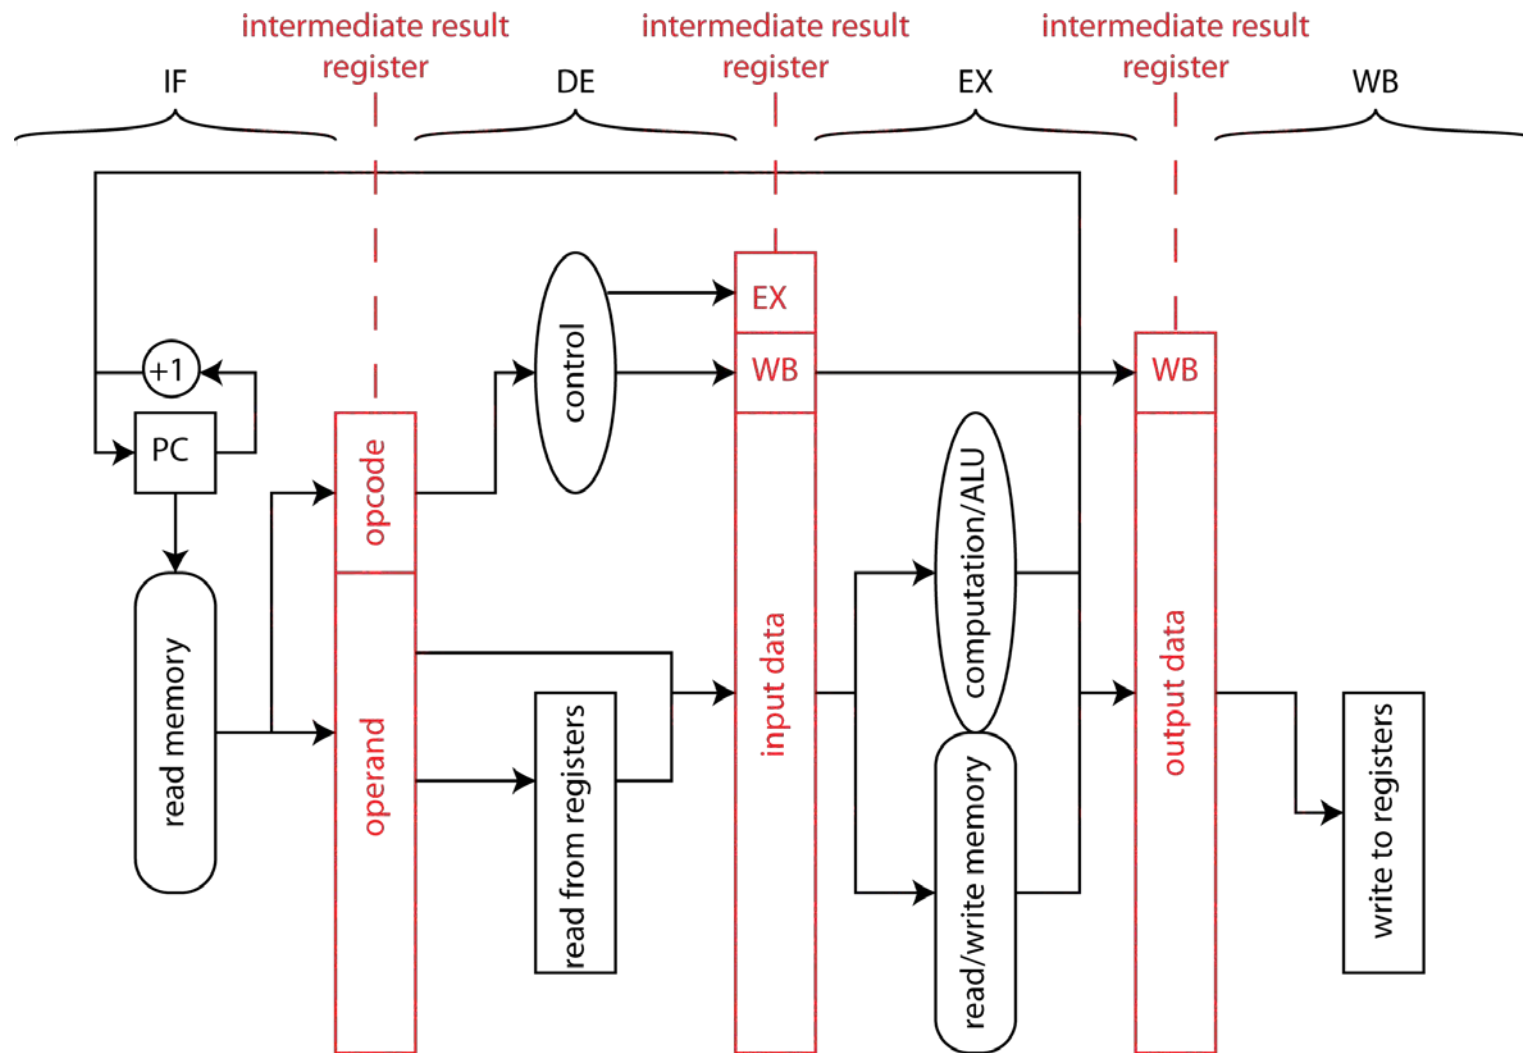 intermediate result
register
intermediate result
register
intermediate result
register
IF
DE
EX
WB
EX
WB
WB
+1
PC
control
opcode
computation/ALU
read memory
operand
read from registers
input data
read/write memory
output data
write to registers